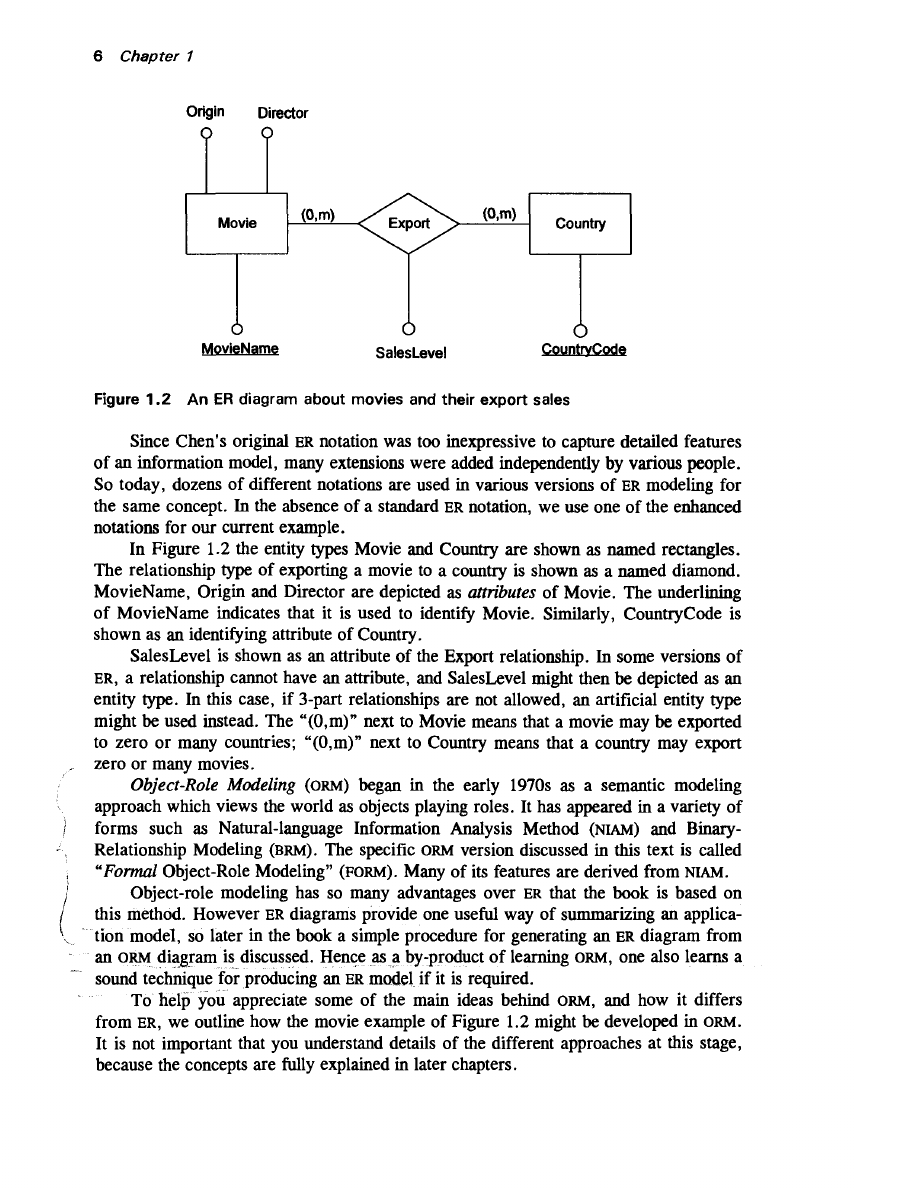 6 Chapter 1
Origin Director
Movie (0,m) Export (0,m) Country
MovieName SalesLevel CountryCode
Figure 1.2 An ER diagram about movies and their export sales
Since Chen's original ER notation was too inexpressive to capture detailed features
of an information model, many extensions were added independently by various people.
So today, dozens of different notations are used in various versions of ER modeling for
the same concept. In the absence of a standard ER notation, we use one of the enhanced
notations for our current example.
In Figure 1.2 the entity types Movie and Country are shown as named rectangles.
The relationship type of exporting a movie to a country is shown as a named diamond.
MovieName, Origin and Director are depicted as attributes of Movie. The underlining
of MovieName indicates that it is used to identify Movie. Similarly, CountryCode is
shown as an identifying attribute of Country.
SalesLevel is shown as an attribute of the Export relationship. In some versions of
ER, a relationship cannot have an attribute, and SalesLevel might then be depicted as an
entity type. In this case, if 3-part relationships are not allowed, an artificial entity type
might be used instead. The “(0,m)” next to Movie means that a movie may be exported
to zero or many countries; “(0,m)” next to Country means that a country may export
zero or many movies.
Object-Role Modeling (ORM) began in the early 1970s as a semantic modeling
approach which views the world as objects playing roles. It has appeared in a variety of
forms such as Natural-language Information Analysis Method (NIAM) and Binary-
Relationship Modeling (BRM). The specific ORM version discussed in this text is called
“Formal Object-Role Modeling” (FORM). Many of its features are derived from NIAM.
Object-role modeling has so many advantages over ER that the book is based on
this method. However ER diagrams provide one useful way of summarizing an applica-
tion model, so later in the book a simple procedure for generating an ER diagram from
an ORM diagram is discussed. Hence as a by-product of learning ORM, one also learns a
sound technique for producing an ER model if it is required.
To help you appreciate some of the main ideas behind ORM, and how it differs
from ER, we outline how the movie example of Figure 1.2 might be developed in ORM.
It is not important that you understand details of the different approaches at this stage,
because the concepts are fully explained in later chapters.